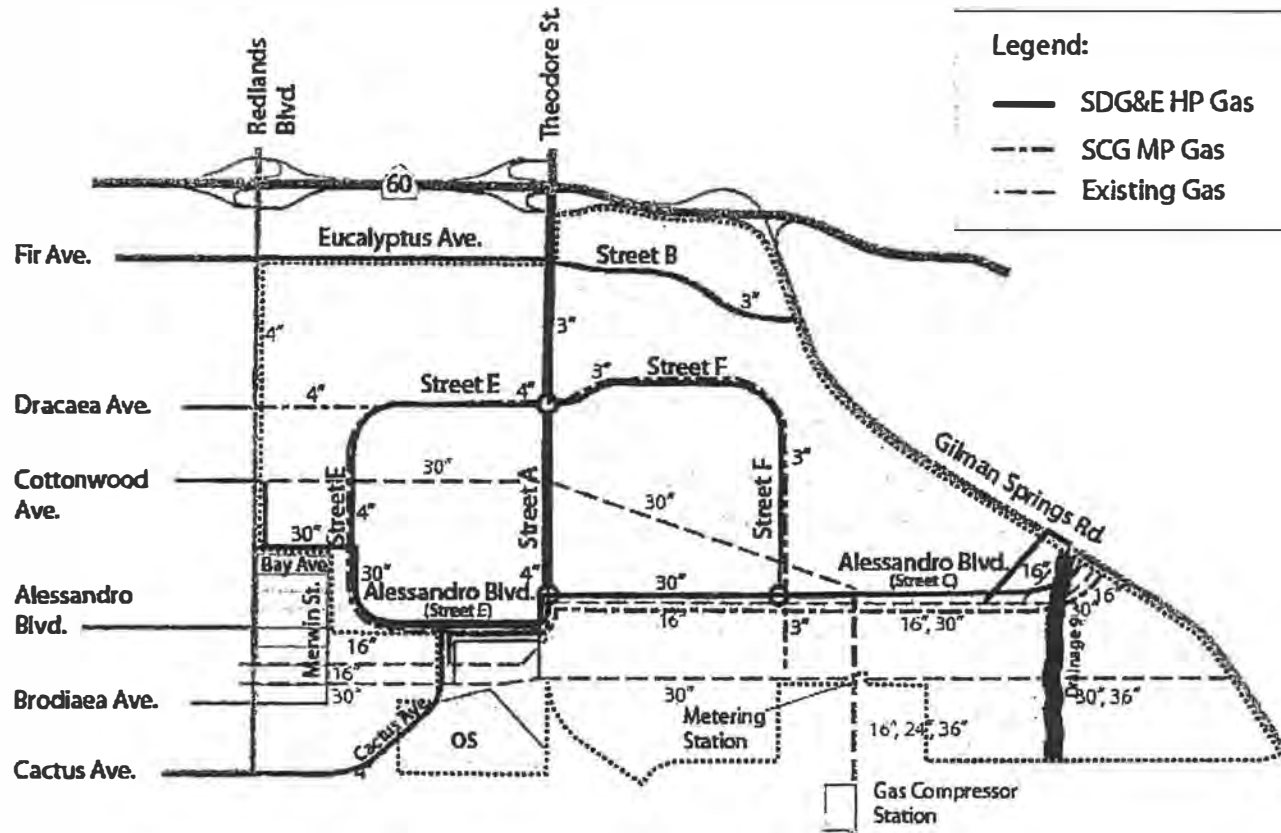 Legend:
SDG&E HP Gas
SCG MP Gas
Existing Gas
Redlands
Blvd.
Theodore St.
60
Fir Ave.
Eucalyptus Ave.
Street B
3"
4"
3"
Dracaea Ave.
4"
Street E
4"
3"
Street F
Cottonwood
Ave.
30"
Street E
4"
Street A
30"
Street F
3"
Gilman Springs Rd.
30"
Bay Ave.
30"
Alessandro Blvd.
(Street E)
4"
30"
Alessandro Blvd.
(Street C)
16"
16"
Alessandro
Blvd.
Merwin St.
16"
16"
3"
16", 30"
30"
Drainage 9
16"
30"
Brodiaea Ave.
30"
Metering
Station
30", 36"
16", 24", 36"
OS
Cactus Ave.
4"
Cactus Ave.
Gas Compressor
Station